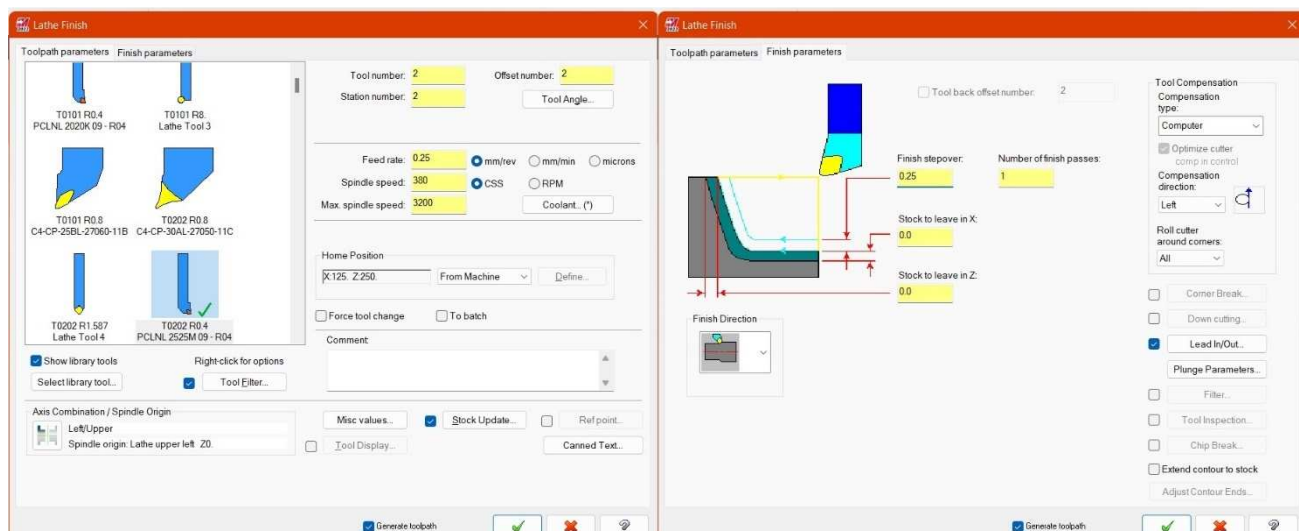 Lathe Finish
Toolpath parameters Finish parameters
T0101 R0.4
PCLNL 2020K 09 - R04
T0101 R8.
Lathe Tool 3
T0101 R0.8
C4-CP-25BL-27060-11B
T0202 R0.8
C4-CP-30AL-27050-11C
T0202 R1.587
Lathe Tool 4
T0202 R0.4
PCLNL 2525M 09 - R04
Show library tools
Right-click for options
Select library tool...
Tool Filter...
Axis Combination / Spindle Origin
Left/Upper
Spindle origin: Lathe upper left Z0.
Tool number: 2
Offset number: 2
Station number: 2
Tool Angle...
Feed rate: 0.25
mm/rev mm/min microns
Spindle speed: 380
CSS RPM
Max. spindle speed: 3200
Coolant.. (*)
Home Position
X:125. Z:250.
From Machine
Define...
Force tool change
To batch
Comment:
Misc values...
Stock Update...
Ref point...
Tool Display...
Canned Text...
Generate toolpath
Lathe Finish
Toolpath parameters Finish parameters
Tool back offset number: 2
Finish stepover:
0.25
Number of finish passes:
1
Stock to leave in X:
0.0
Stock to leave in Z:
0.0
Finish Direction
Tool Compensation
Compensation
type:
Computer
Optimize cutter
comp in control
Compensation
direction:
Left
Roll cutter
around corners:
All
Corner Break...
Down cutting...
Lead In/Out...
Plunge Parameters...
Filter...
Tool Inspection...
Chip Break...
Extend contour to stock
Adjust Contour Ends...
Generate toolpath